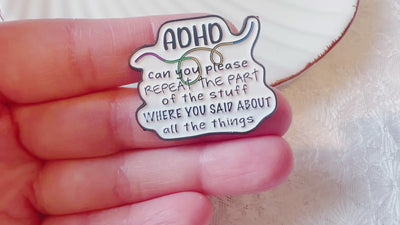 ADHD
can you please
REPEAT THE PART
of the stuff
WHERE YOU SAID ABOUT
all the things